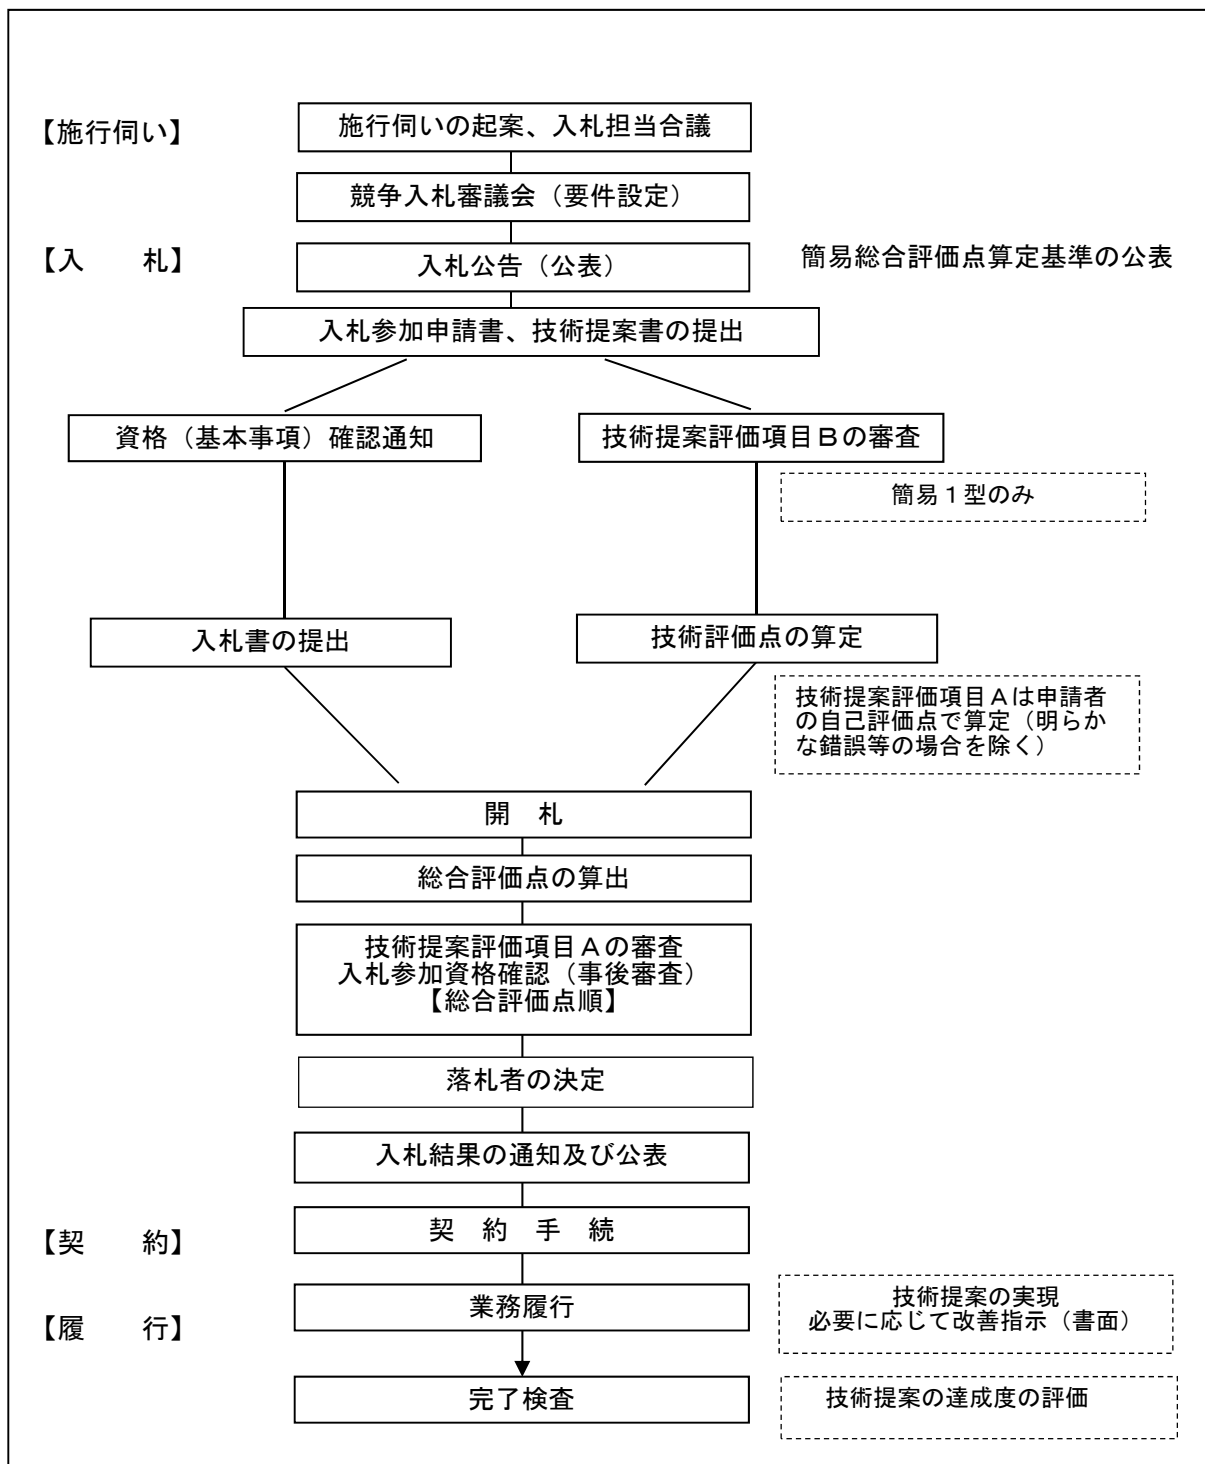 【施行伺い】
施行伺いの起案、入札担当合議
競争入札審議会（要件設定）
【入　　札】
入札公告（公表）
簡易総合評価点算定基準の公表
入札参加申請書、技術提案書の提出
資格（基本事項）確認通知
技術提案評価項目Ｂの審査
簡易１型のみ
入札書の提出
技術評価点の算定
技術提案評価項目Ａは申請者
の自己評価点で算定（明らか
な錯誤等の場合を除く）
開　札
総合評価点の算出
技術提案評価項目Ａの審査
入札参加資格確認（事後審査）
【総合評価点順】
落札者の決定
入札結果の通知及び公表
【契　　約】
契　約　手　続
【履　　行】
業務履行
技術提案の実現
必要に応じて改善指示（書面）
完了検査
技術提案の達成度の評価